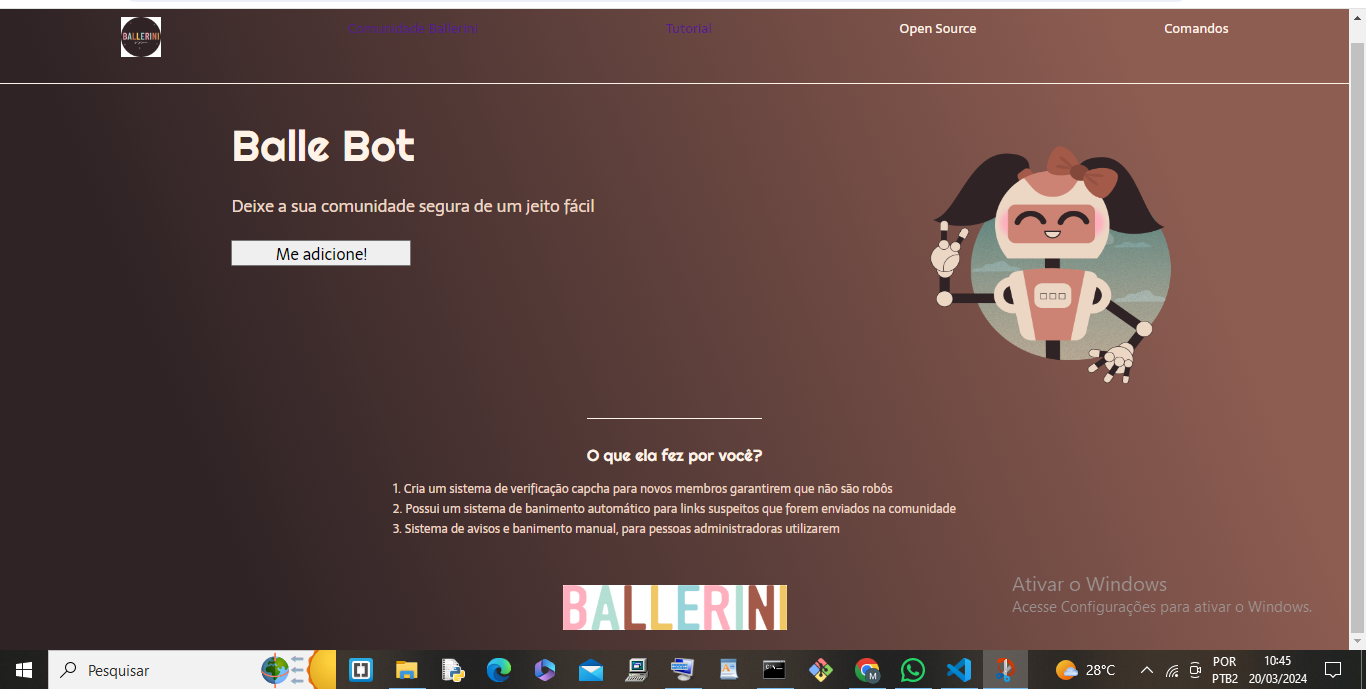 BALLERINI
Comunidade Ballerini
Tutorial
Open Source
Comandos
Balle Bot
Deixe a sua comunidade segura de um jeito fácil
Me adicione!
O que ela fez por você?
1. Cria um sistema de verificação capcha para novos membros garantirem que não são robôs
2. Possui um sistema de banimento automático para links suspeitos que forem enviados na comunidade
3. Sistema de avisos e banimento manual, para pessoas administradoras utilizarem
BALLERINI
Ativar o Windows
Acesse Configurações para ativar o Windows.
Pesquisar
M
28°C
POR
PTB2
10:45
20/03/2024